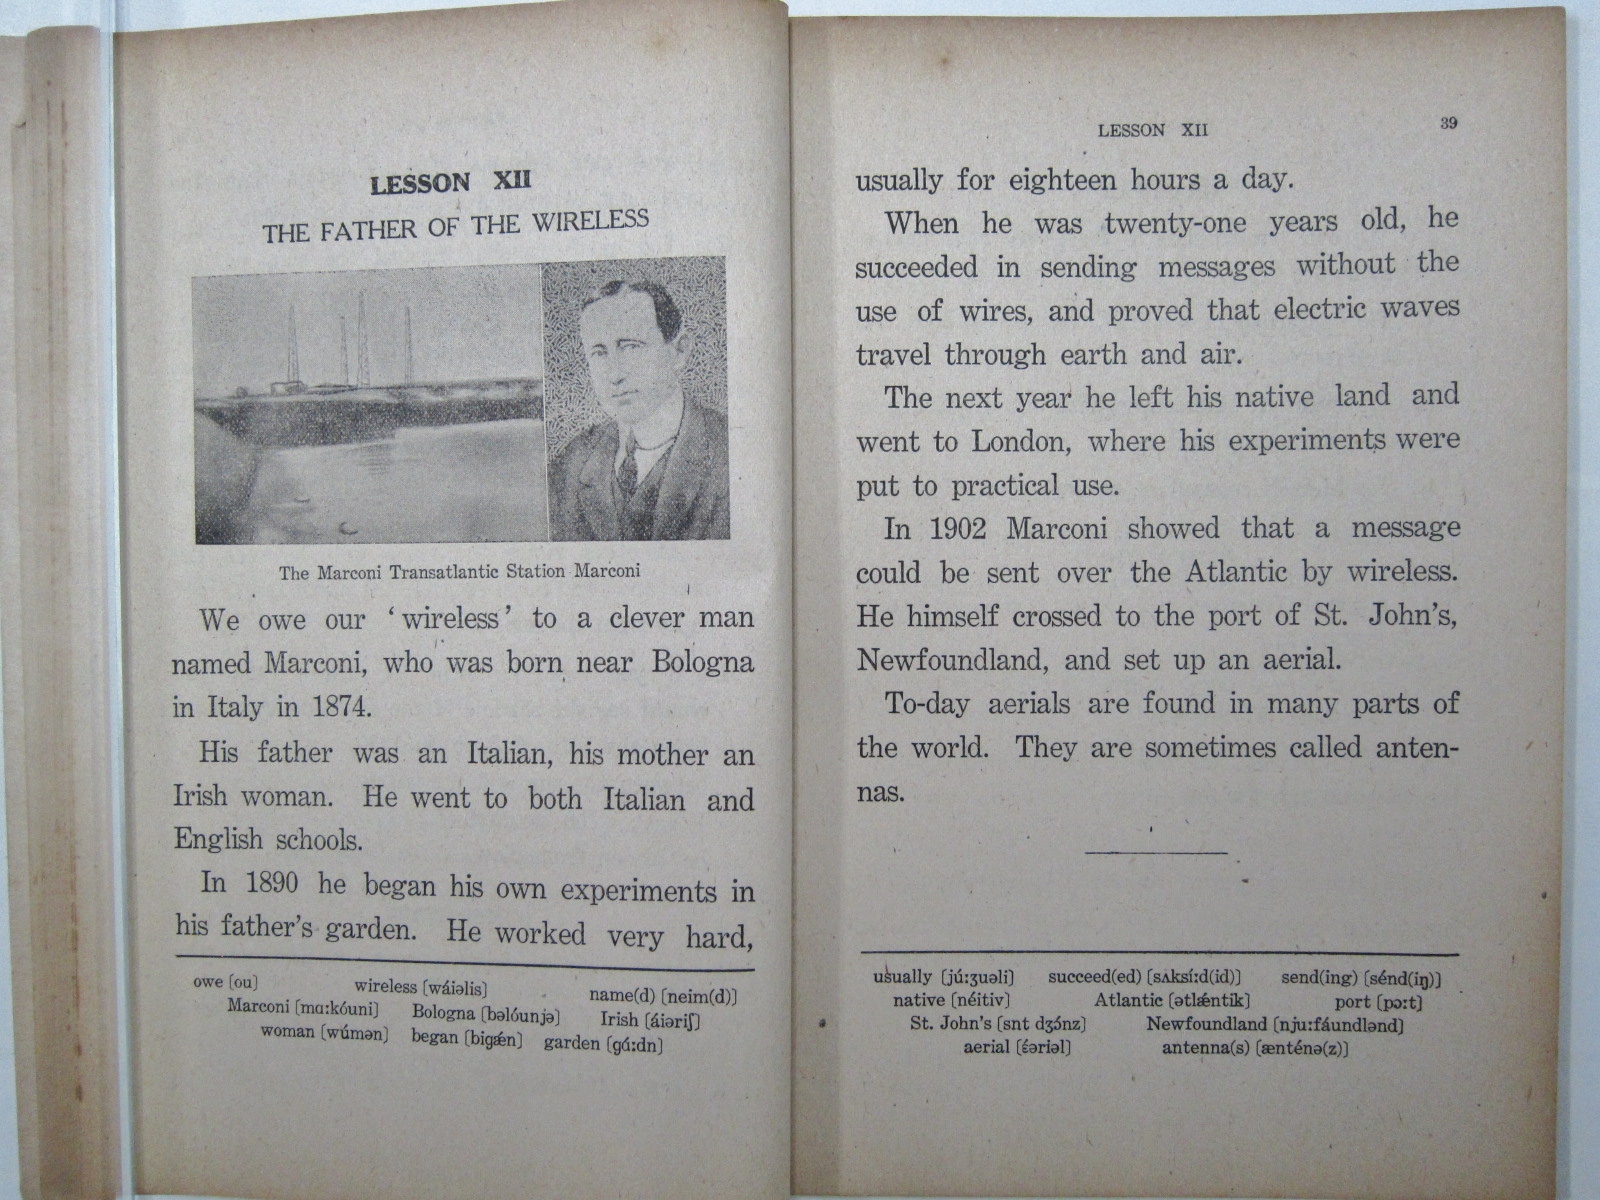 LESSON XII
THE FATHER OF THE WIRELESS
The Marconi Transatlantic Station Marconi
We owe our ‘wireless’ to a clever man
named Marconi, who was born near Bologna
in Italy in 1874.
His father was an Italian, his mother an
Irish woman. He went to both Italian and
English schools.
In 1890 he began his own experiments in
his father's garden. He worked very hard,
owe [ou] wireless [wáiəlis] name(d) [neim(d)]
Marconi [mɑ:kóuni] Bologna [bəlóunjə] Irish [áiəriʃ]
woman [wúmən] began [bigǽn] garden [gɑ́:dn]
LESSON XII 39
usually for eighteen hours a day.
When he was twenty-one years old, he
succeeded in sending messages without the
use of wires, and proved that electric waves
travel through earth and air.
The next year he left his native land and
went to London, where his experiments were
put to practical use.
In 1902 Marconi showed that a message
could be sent over the Atlantic by wireless.
He himself crossed to the port of St. John's,
Newfoundland, and set up an aerial.
To-day aerials are found in many parts of
the world. They are sometimes called anten-
nas.
usually [jú:ʒuəli] succeed(ed) [sʌksí:d(id)] send(ing) [sénd(iŋ)]
native [néitiv] Atlantic [ətlǽntik] port [pɔ:t]
St. John's [snt dʒɔ́nz] Newfoundland [nju:fáundlənd]
aerial [ɛ́əriəl] antenna(s) [ænténə(z)]